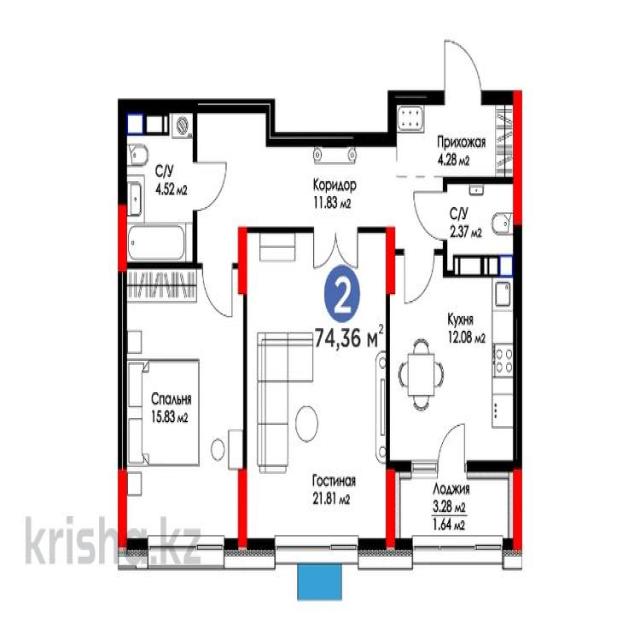 Прихожая
4.28 м2
С/У
4.52 м2
Коридор
11.83 м2
С/У
2.37 м2
2
74,36 м2
Кухня
12.08 м2
Спальня
15.83 м2
Гостиная
21.81 м2
Лоджия
3.28 м2
1.64 м2
krisha.kz